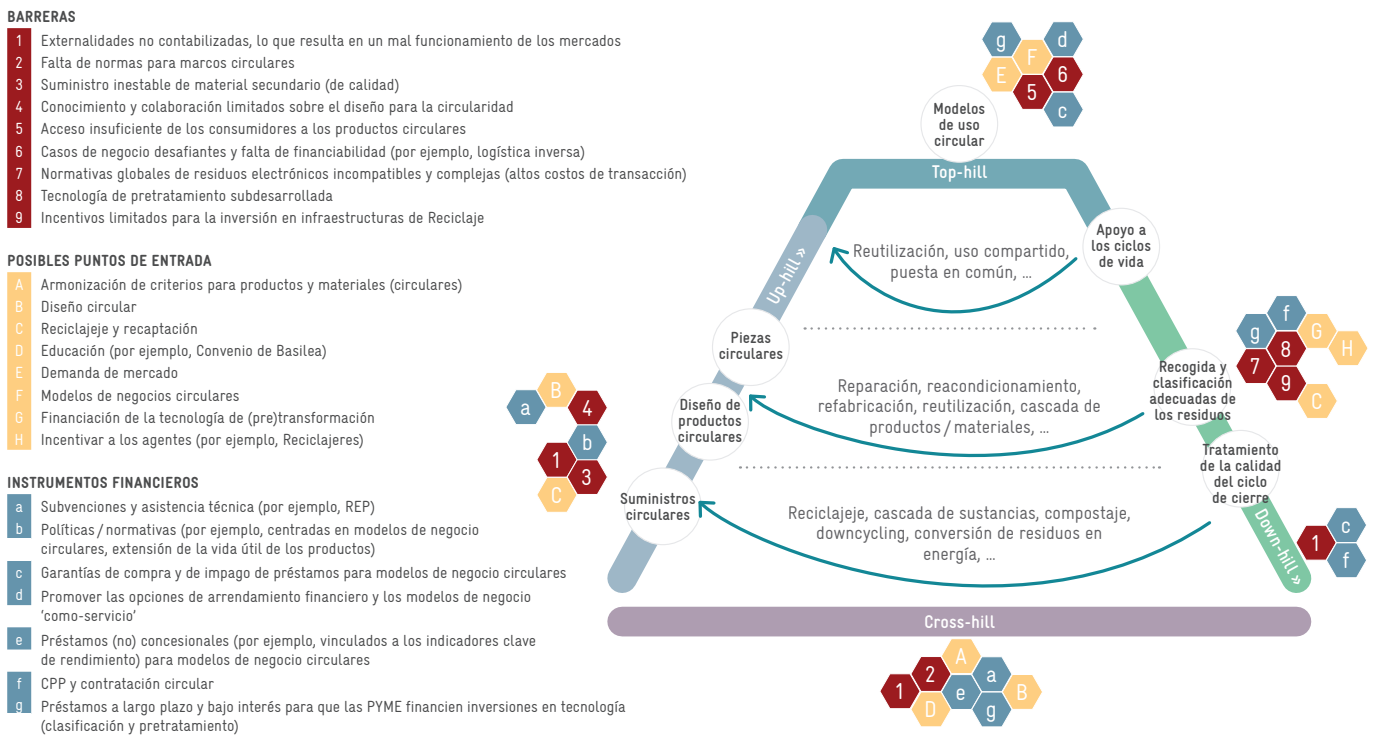 BARRERAS
1 Externalidades no contabilizadas, lo que resulta en un mal funcionamiento de los mercados
2 Falta de normas para marcos circulares
3 Suministro inestable de material secundario (de calidad)
4 Conocimiento y colaboración limitados sobre el diseño para la circularidad
5 Acceso insuficiente de los consumidores a los productos circulares
6 Casos de negocio desafiantes y falta de financiabilidad (por ejemplo, logística inversa)
7 Normativas globales de residuos electrónicos incompatibles y complejas (altos costos de transacción)
8 Tecnología de pretratamiento subdesarrollada
9 Incentivos limitados para la inversión en infraestructuras de Reciclaje
POSIBLES PUNTOS DE ENTRADA
A Armonización de criterios para productos y materiales (circulares)
B Diseño circular
C Reciclajeje y recaptación
D Educación (por ejemplo, Convenio de Basilea)
E Demanda de mercado
F Modelos de negocios circulares
G Financiación de la tecnología de (pre)transformación
H Incentivar a los agentes (por ejemplo, Reciclajeres)
INSTRUMENTOS FINANCIEROS
a Subvenciones y asistencia técnica (por ejemplo, REP)
b Políticas / normativas (por ejemplo, centradas en modelos de negocio
circulares, extensión de la vida útil de los productos)
c Garantías de compra y de impago de préstamos para modelos de negocio circulares
d Promover las opciones de arrendamiento financiero y los modelos de negocio
'como-servicio'
e Préstamos (no) concesionales (por ejemplo, vinculados a los indicadores clave
de rendimiento) para modelos de negocio circulares
f CPP y contratación circular
g Préstamos a largo plazo y bajo interés para que las PYME financien inversiones en tecnología
(clasificación y pretratamiento)
g
F
d
E
5
6
c
Modelos
de uso
circular
Top-hill
Up-hill »
Apoyo a
los ciclos
de vida
Reutilización, uso compartido,
puesta en común, ...
Piezas
circulares
f
g
G
8
H
7
9
C
Recogida y
clasificación
adecuadas de
los residuos
Reparación, reacondicionamiento,
refabricación, reutilización, cascada de
productos / materiales, ...
Diseño de
productos
circulares
a
B
4
b
1
3
C
Tratamiento
de la calidad
del ciclo
de cierre
Suministros
circulares
Reciclajeje, cascada de sustancias, compostaje,
downcycling, conversión de residuos en
energía, ...
Down-hill »
1
c
f
Cross-hill
1
2
A
D
e
a
g
B